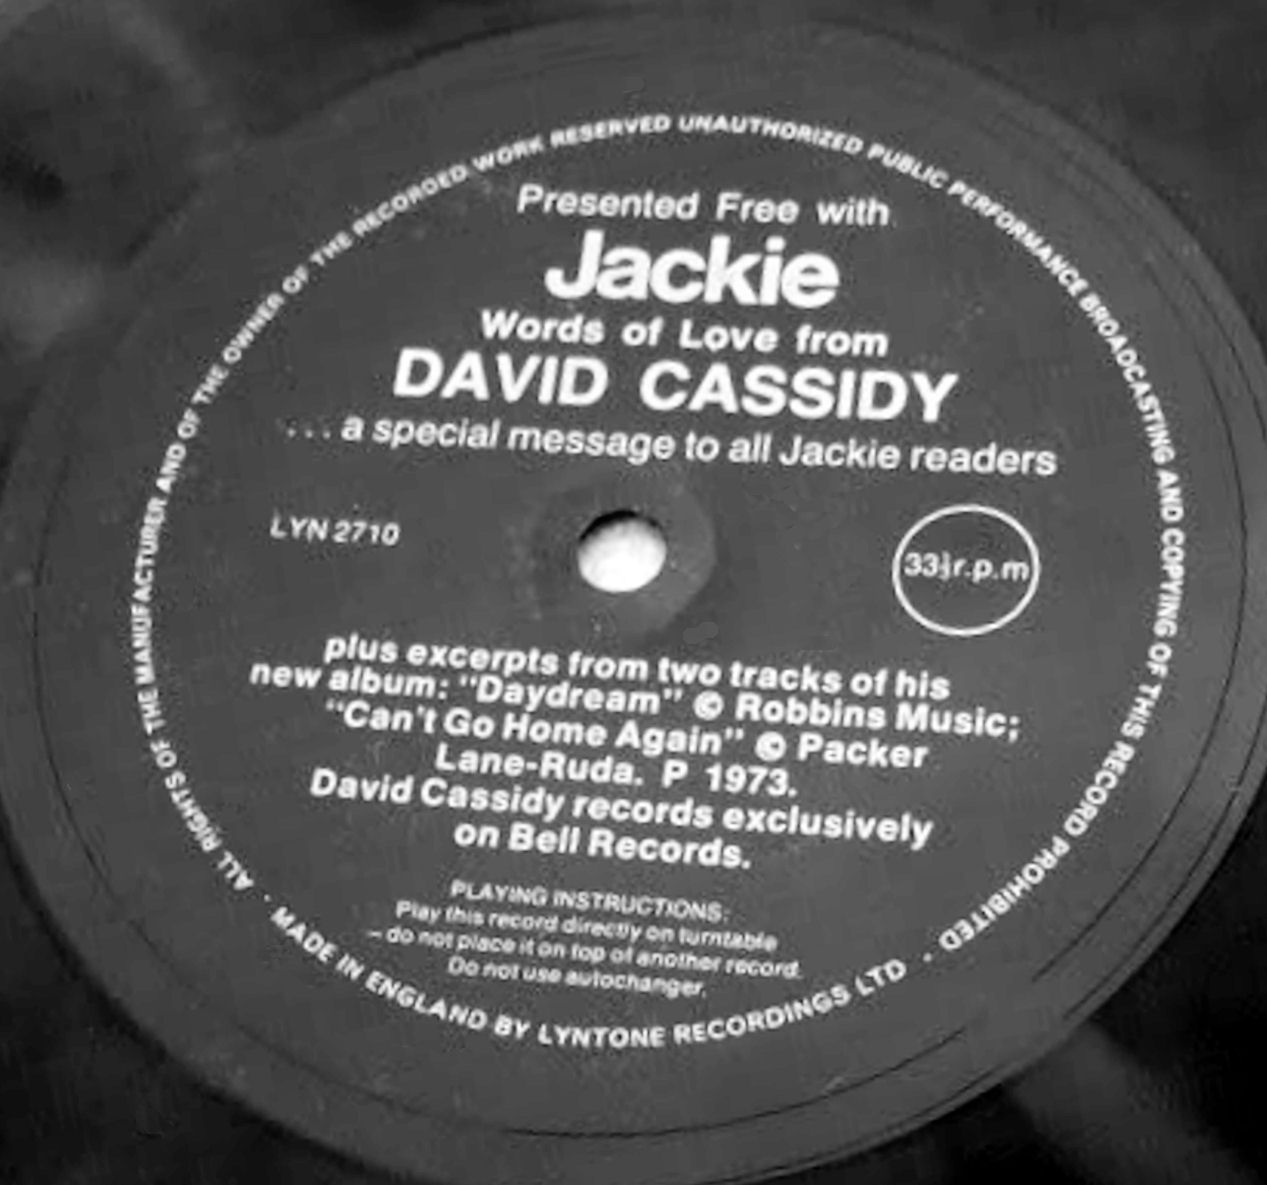 ALL RIGHTS OF THE MANUFACTURER AND OF THE OWNER OF THE RECORDED WORK RESERVED UNAUTHORIZED PUBLIC PERFORMANCE BROADCASTING AND COPYING OF THIS RECORD PROHIBITED ·
Presented Free with
Jackie
Words of Love from
DAVID CASSIDY
...a special message to all Jackie readers
LYN 2710
33⅓r.p.m
plus excerpts from two tracks of his
new album: "Daydream" © Robbins Music;
"Can't Go Home Again" © Packer
Lane-Ruda. P 1973.
David Cassidy records exclusively
on Bell Records.
PLAYING INSTRUCTIONS:
Play this record directly on turntable
– do not place it on top of another record.
Do not use autochanger.
· MADE IN ENGLAND BY LYNTONE RECORDINGS LTD